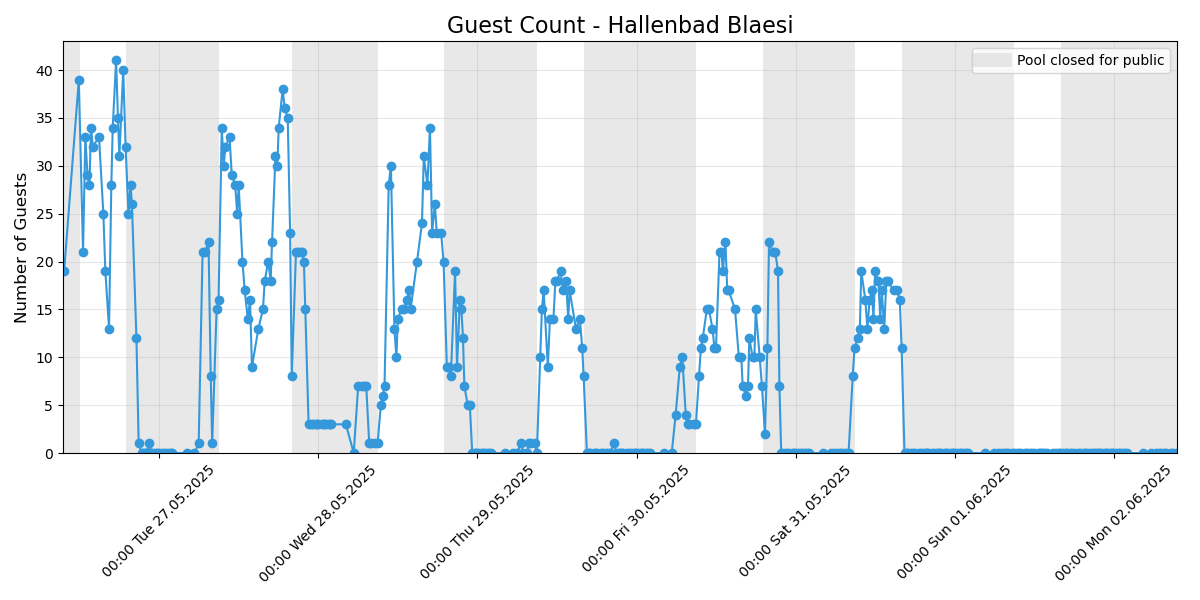 Guest Count - Hallenbad Blaesi
Pool closed for public
Number of Guests
40
35
30
25
20
15
10
5
0
00:00 Tue 27.05.2025
00:00 Wed 28.05.2025
00:00 Thu 29.05.2025
00:00 Fri 30.05.2025
00:00 Sat 31.05.2025
00:00 Sun 01.06.2025
00:00 Mon 02.06.2025